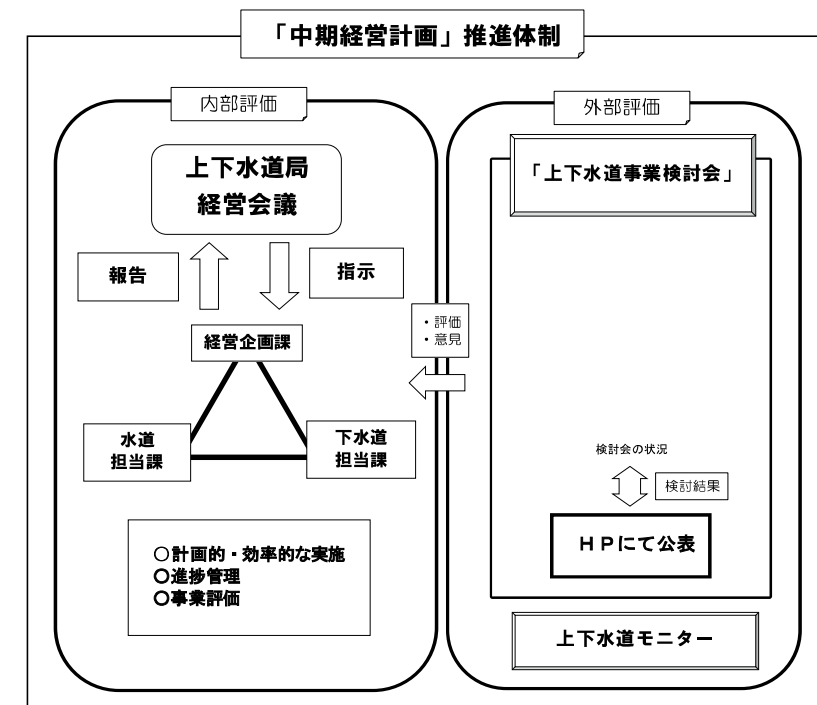 「中期経営計画」推進体制
内部評価
上下水道局
経営会議
報告
指示
経営企画課
水道
担当課
下水道
担当課
○計画的・効率的な実施
○進捗管理
○事業評価
・評価
・意見
外部評価
「上下水道事業検討会」
検討会の状況
検討結果
ＨＰにて公表
上下水道モニター